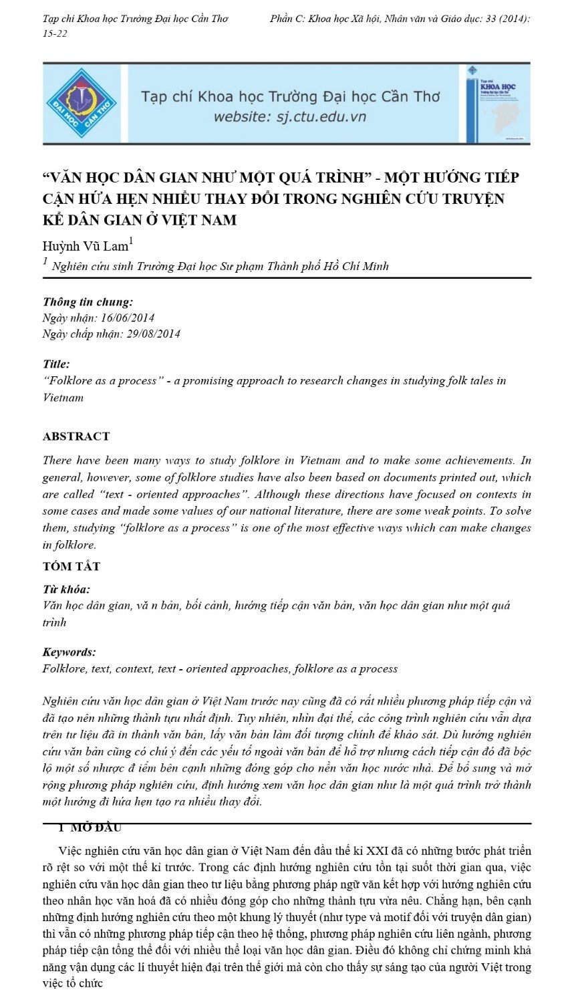 Tạp chí Khoa học Trường Đại học Cần Thơ Phần C: Khoa học Xã hội, Nhân văn và Giáo dục: 33 (2014):
15-22
ĐẠI HỌC CẦN THƠ
Tạp chí Khoa học Trường Đại học Cần Thơ
website: sj.ctu.edu.vn
Tạp chí
KHOA HỌC
Trường Đại học Cần Thơ
“VĂN HỌC DÂN GIAN NHƯ MỘT QUÁ TRÌNH” - MỘT HƯỚNG TIẾP
CẬN HỨA HẸN NHIỀU THAY ĐỔI TRONG NGHIÊN CỨU TRUYỆN
KỂ DÂN GIAN Ở VIỆT NAM
Huỳnh Vũ Lam1
1 Nghiên cứu sinh Trường Đại học Sư phạm Thành phố Hồ Chí Minh
Thông tin chung:
Ngày nhận: 16/06/2014
Ngày chấp nhận: 29/08/2014
Title:
“Folklore as a process” - a promising approach to research changes in studying folk tales in
Vietnam
ABSTRACT
There have been many ways to study folklore in Vietnam and to make some achievements. In
general, however, some of folklore studies have also been based on documents printed out, which
are called “text - oriented approaches”. Although these directions have focused on contexts in
some cases and made some values of our national literature, there are some weak points. To solve
them, studying “folklore as a process” is one of the most effective ways which can make changes
in folklore.
TÓM TẮT
Từ khóa:
Văn học dân gian, vă n bản, bối cảnh, hướng tiếp cận văn bản, văn học dân gian như một quá
trình
Keywords:
Folklore, text, context, text - oriented approaches, folklore as a process
Nghiên cứu văn học dân gian ở Việt Nam trước nay cũng đã có rất nhiều phương pháp tiếp cận và
đã tạo nên những thành tựu nhất định. Tuy nhiên, nhìn đại thể, các công trình nghiên cứu vẫn dựa
trên tư liệu đã in thành văn bản, lấy văn bản làm đối tượng chính để khảo sát. Dù hướng nghiên
cứu văn bản cũng có chú ý đến các yếu tố ngoài văn bản để hỗ trợ nhưng cách tiếp cận đó đã bộc
lộ một số nhược đ iểm bên cạnh những đóng góp cho nền văn học nước nhà. Để bổ sung và mở
rộng phương pháp nghiên cứu, định hướng xem văn học dân gian như là một quá trình trở thành
một hướng đi hứa hẹn tạo ra nhiều thay đổi.
1 MỞ ĐẦU
Việc nghiên cứu văn học dân gian ở Việt Nam đến đầu thế kỉ XXI đã có những bước phát triển
rõ rệt so với một thế kỉ trước. Trong các định hướng nghiên cứu tồn tại suốt thời gian qua, việc
nghiên cứu văn học dân gian theo tư liệu bằng phương pháp ngữ văn kết hợp với hướng nghiên cứu
theo nhân học văn hoá đã có nhiều đóng góp cho những thành tựu vừa nêu. Chẳng hạn, bên cạnh
những định hướng nghiên cứu theo một khung lý thuyết (như type và motif đối với truyện dân gian)
thì vẫn có những phương pháp tiếp cận theo hệ thống, phương pháp nghiên cứu liên ngành, phương
pháp tiếp cận tổng thể đối với nhiều thể loại văn học dân gian. Điều đó không chỉ chứng minh khả
năng vận dụng các lí thuyết hiện đại trên thế giới mà còn cho thấy sự sáng tạo của người Việt trong
việc tổ chức